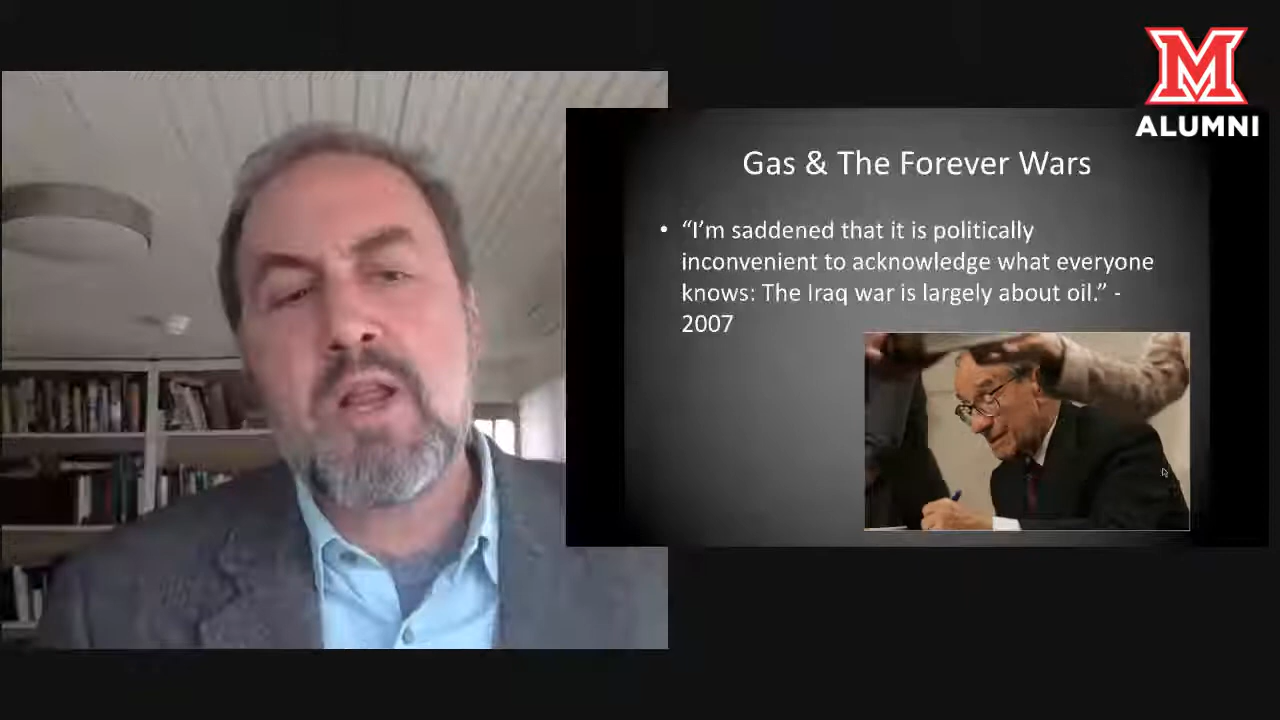 M
ALUMNI
Gas & The Forever Wars
• “I’m saddened that it is politically
inconvenient to acknowledge what everyone
knows: The Iraq war is largely about oil.” -
2007